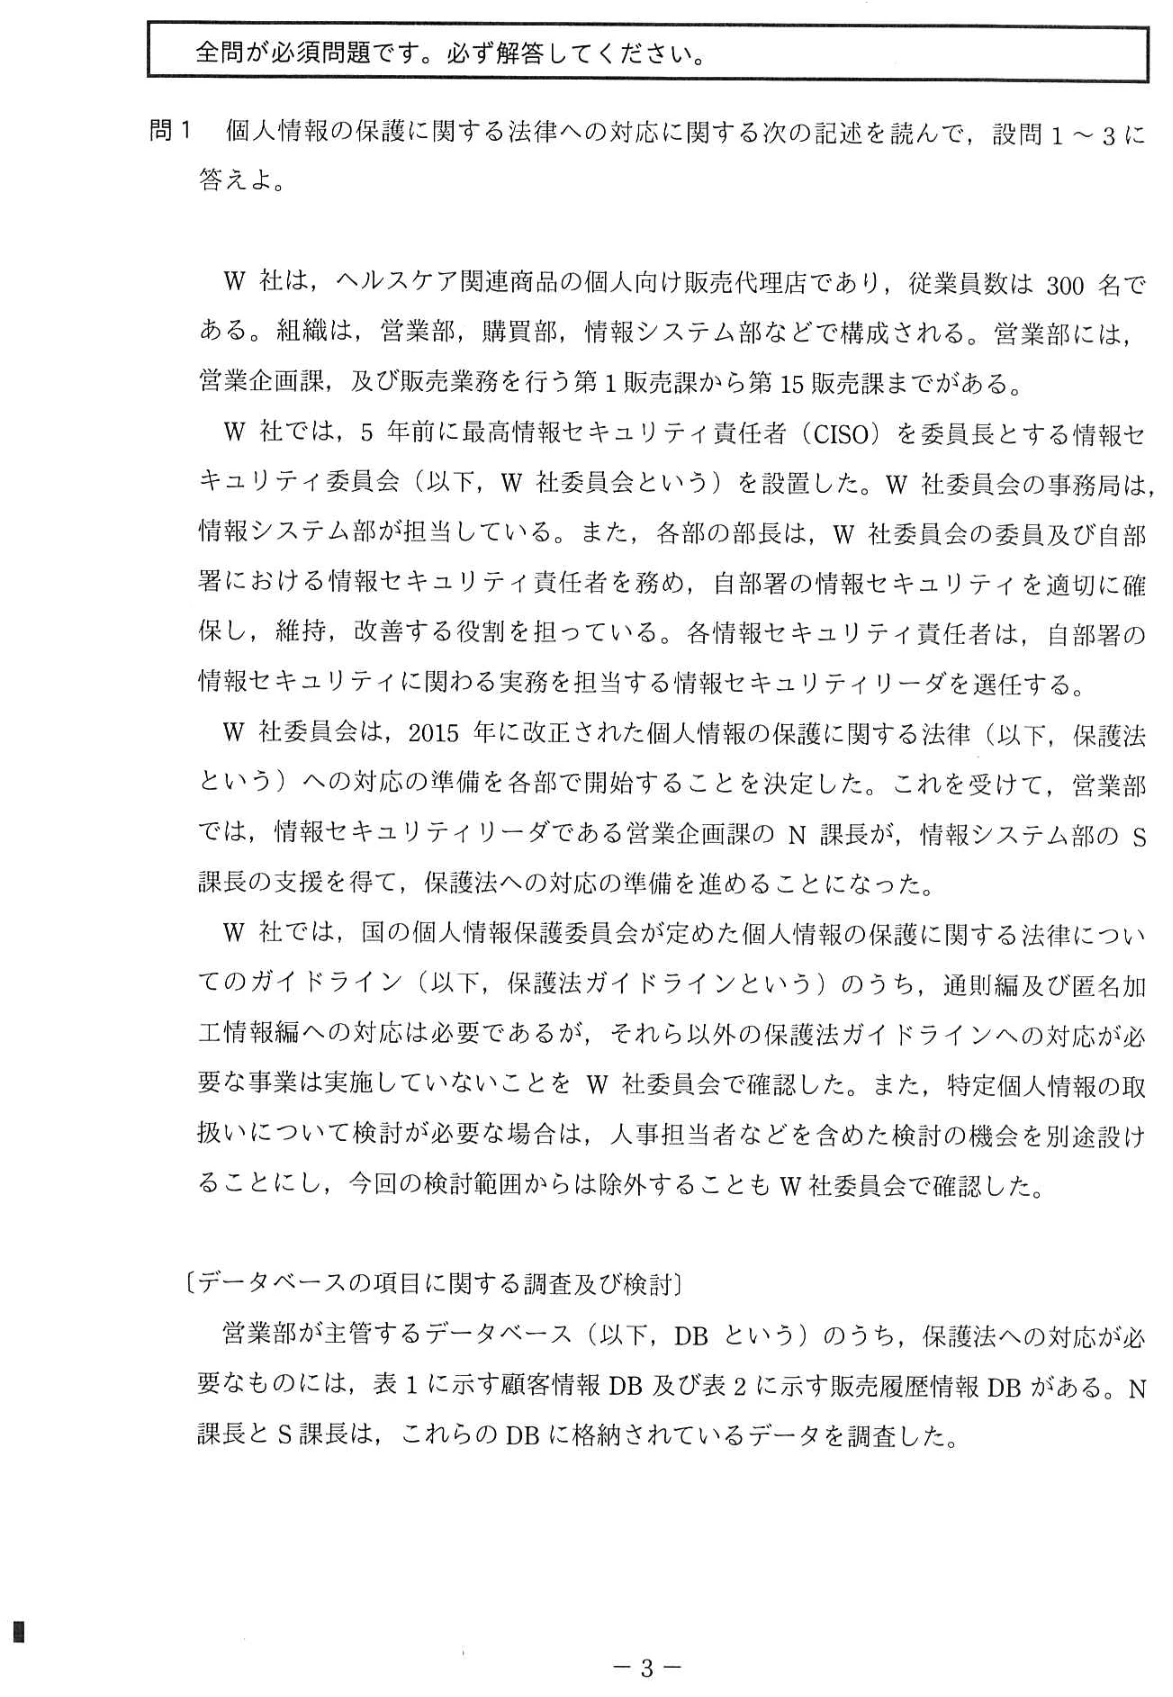 全問が必須問題です。必ず解答してください。
問1 個人情報の保護に関する法律への対応に関する次の記述を読んで，設問1～3に
答えよ。
W 社は，ヘルスケア関連商品の個人向け販売代理店であり，従業員数は 300 名で
ある。組織は，営業部，購買部，情報システム部などで構成される。営業部には，
営業企画課，及び販売業務を行う第1販売課から第15販売課までがある。
W 社では，5 年前に最高情報セキュリティ責任者（CISO）を委員長とする情報セ
キュリティ委員会（以下，W 社委員会という）を設置した。W 社委員会の事務局は，
情報システム部が担当している。また，各部の部長は，W 社委員会の委員及び自部
署における情報セキュリティ責任者を務め，自部署の情報セキュリティを適切に確
保し，維持，改善する役割を担っている。各情報セキュリティ責任者は，自部署の
情報セキュリティに関わる実務を担当する情報セキュリティリーダを選任する。
W 社委員会は，2015 年に改正された個人情報の保護に関する法律（以下，保護法
という）への対応の準備を各部で開始することを決定した。これを受けて，営業部
では，情報セキュリティリーダである営業企画課の N 課長が，情報システム部の S
課長の支援を得て，保護法への対応の準備を進めることになった。
W 社では，国の個人情報保護委員会が定めた個人情報の保護に関する法律につい
てのガイドライン（以下，保護法ガイドラインという）のうち，通則編及び匿名加
工情報編への対応は必要であるが，それら以外の保護法ガイドラインへの対応が必
要な事業は実施していないことを W 社委員会で確認した。また，特定個人情報の取
扱いについて検討が必要な場合は，人事担当者などを含めた検討の機会を別途設け
ることにし，今回の検討範囲からは除外することも W 社委員会で確認した。
〔データベースの項目に関する調査及び検討〕
営業部が主管するデータベース（以下，DB という）のうち，保護法への対応が必
要なものには，表1に示す顧客情報 DB 及び表2に示す販売履歴情報 DB がある。N
課長と S 課長は，これらの DB に格納されているデータを調査した。
－3－